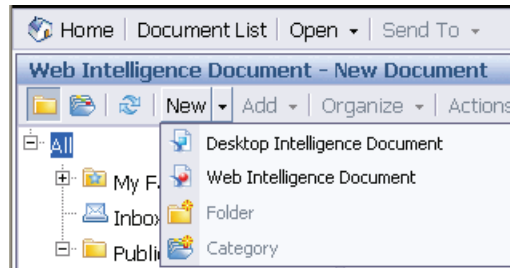 Home | Document List | Open | Send To
Web Intelligence Document - New Document
New | Add | Organize | Actions
All
Desktop Intelligence Document
My F
Web Intelligence Document
Inbox
Folder
Public
Category